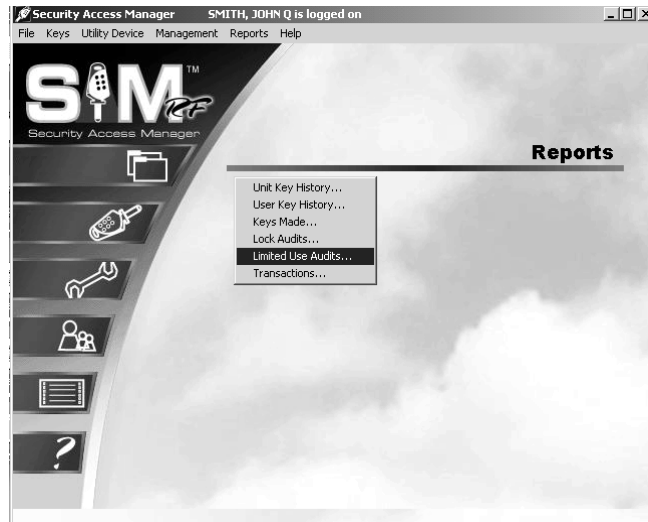 Security Access Manager SMITH, JOHN Q is logged on
File Keys Utility Device Management Reports Help
SAM TM
RF
Security Access Manager
Reports
Unit Key History...
User Key History...
Keys Made...
Lock Audits...
Limited Use Audits...
Transactions...
?